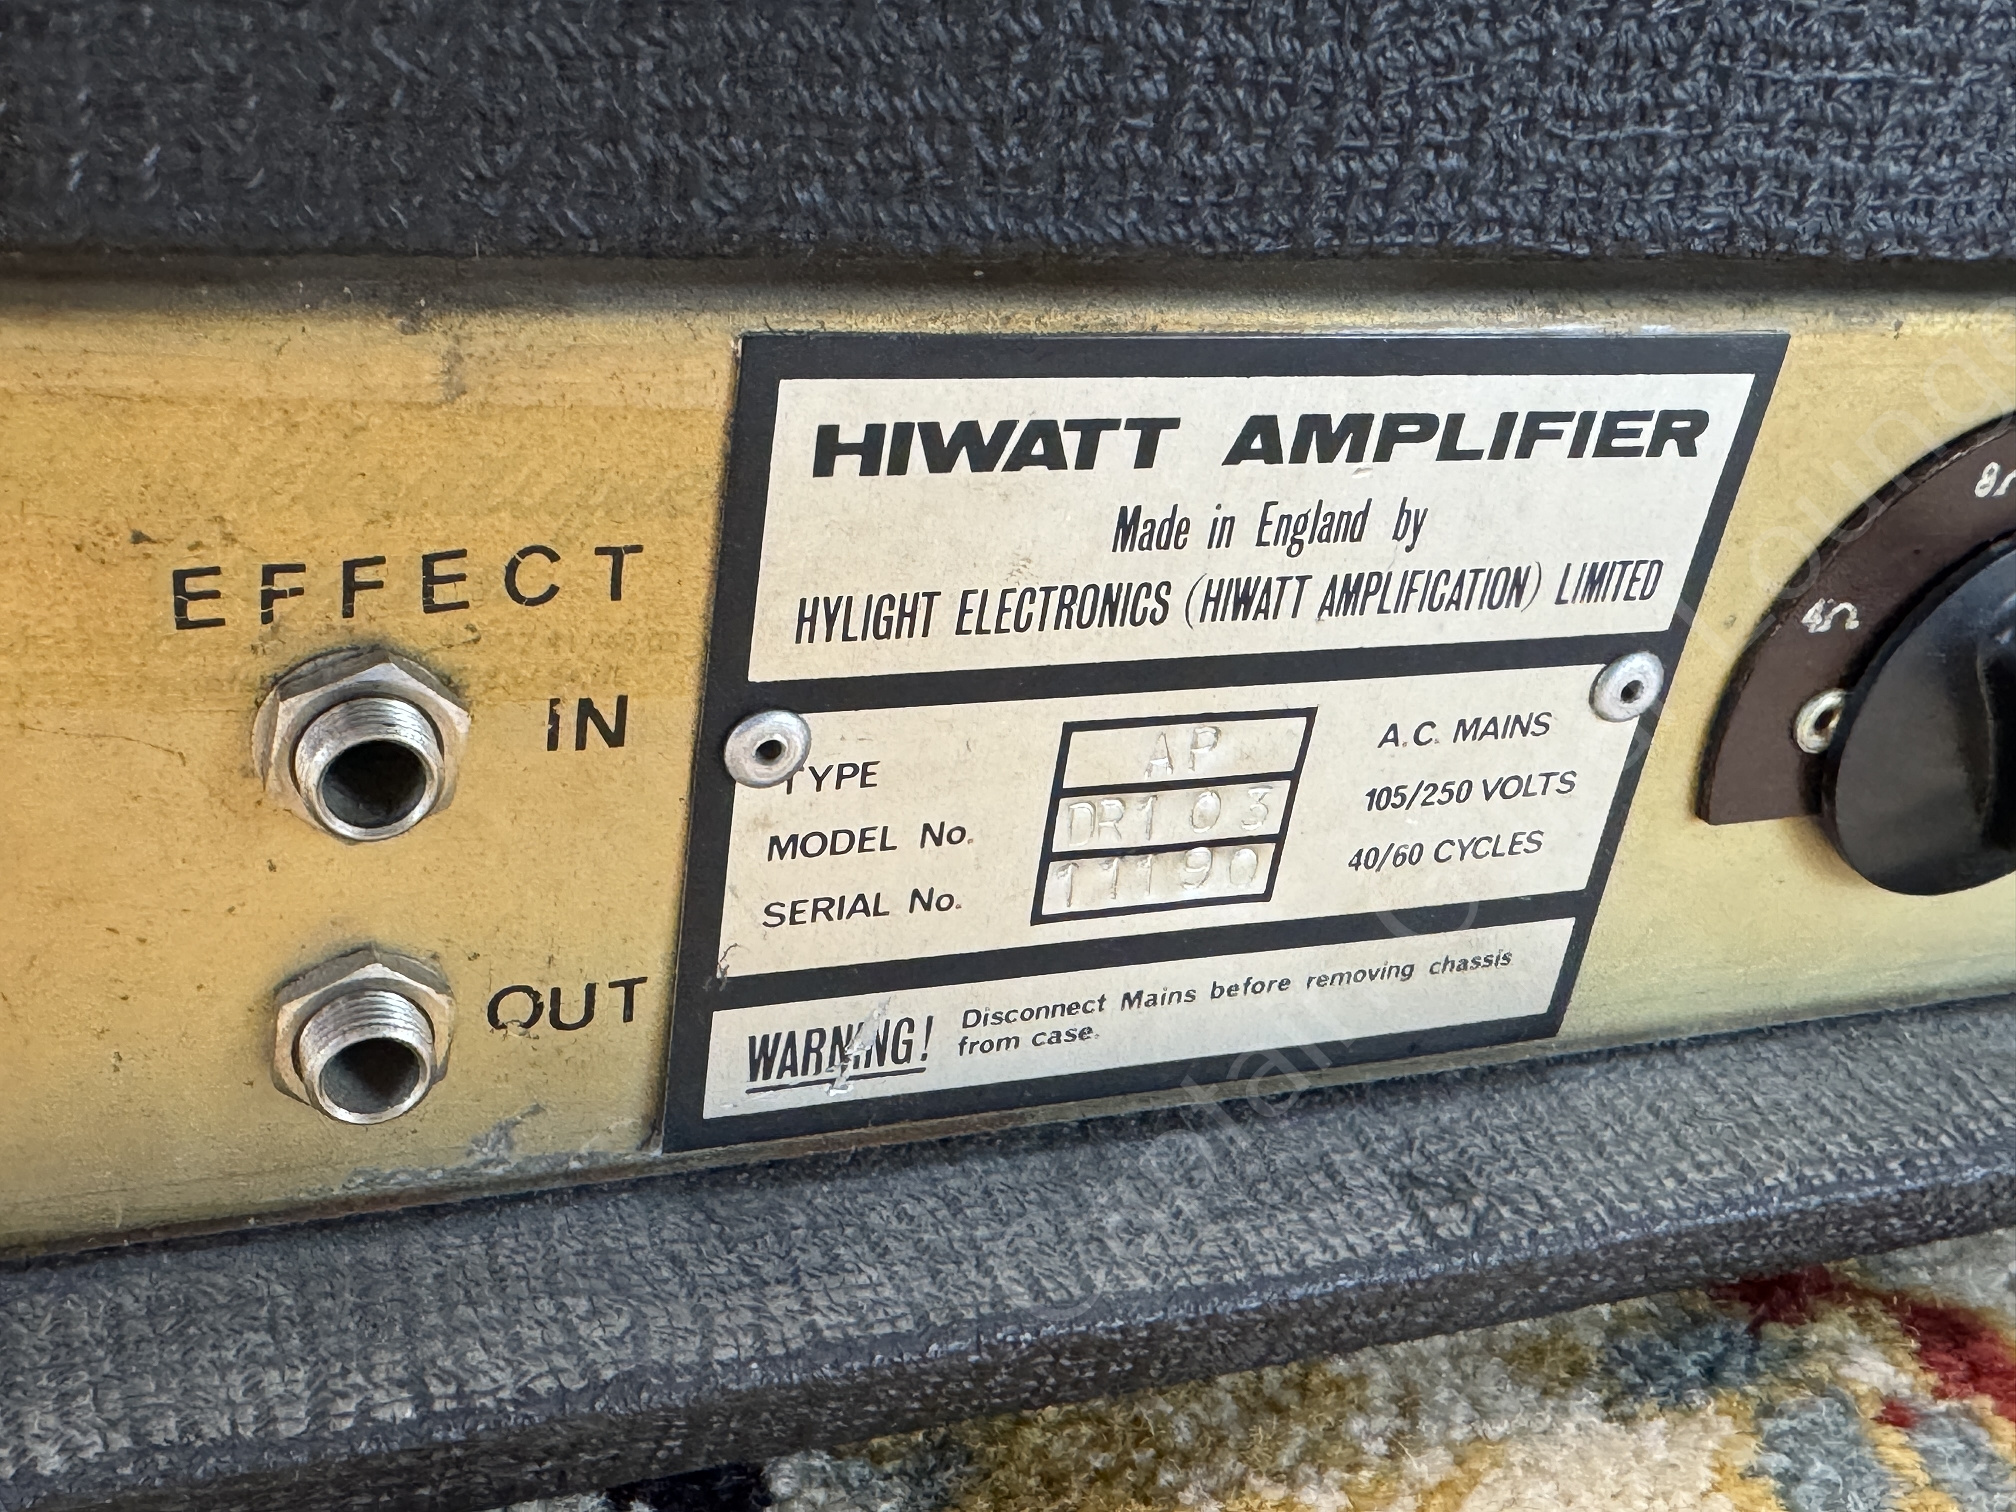 EFFECT
IN
OUT
HIWATT AMPLIFIER
Made in England by
HYLIGHT ELECTRONICS (HIWATT AMPLIFICATION) LIMITED
TYPE AP
MODEL No. DR103
SERIAL No. 11190
A.C. MAINS
105/250 VOLTS
40/60 CYCLES
WARNING! Disconnect Mains before removing chassis
from case.
4Ω
8Ω